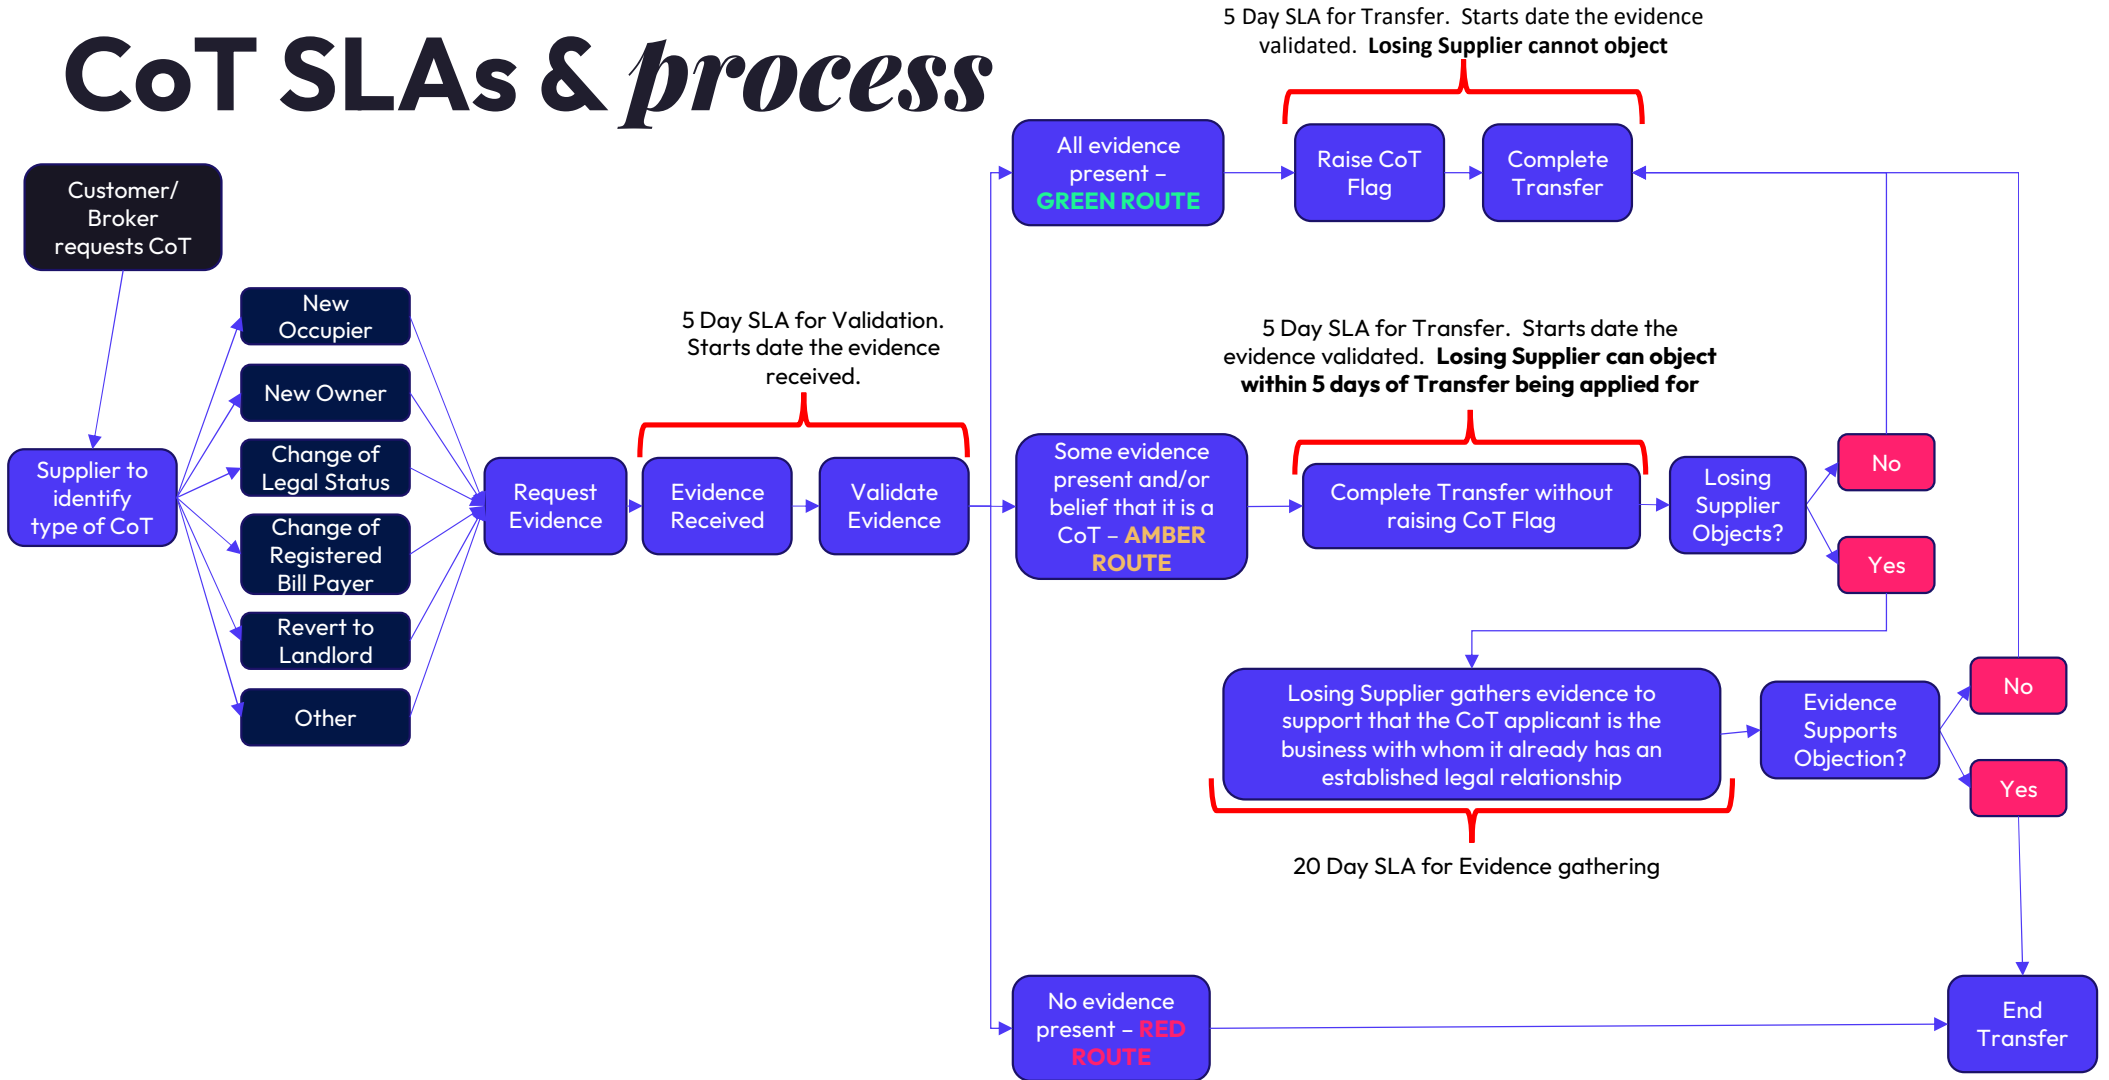 CoT SLAs & process
5 Day SLA for Transfer. Starts date the evidence
validated. Losing Supplier cannot object
Customer/
Broker
requests CoT
Supplier to
identify
type of CoT
New
Occupier
New Owner
Change of
Legal Status
Change of
Registered
Bill Payer
Revert to
Landlord
Other
Request
Evidence
5 Day SLA for Validation.
Starts date the evidence
received.
Evidence
Received
Validate
Evidence
All evidence
present –
GREEN ROUTE
Raise CoT
Flag
Complete
Transfer
5 Day SLA for Transfer. Starts date the
evidence validated. Losing Supplier can object
within 5 days of Transfer being applied for
Some evidence
present and/or
belief that it is a
CoT – AMBER
ROUTE
Complete Transfer without
raising CoT Flag
Losing
Supplier
Objects?
No
Yes
Losing Supplier gathers evidence to
support that the CoT applicant is the
business with whom it already has an
established legal relationship
20 Day SLA for Evidence gathering
Evidence
Supports
Objection?
No
Yes
No evidence
present – RED
ROUTE
End
Transfer